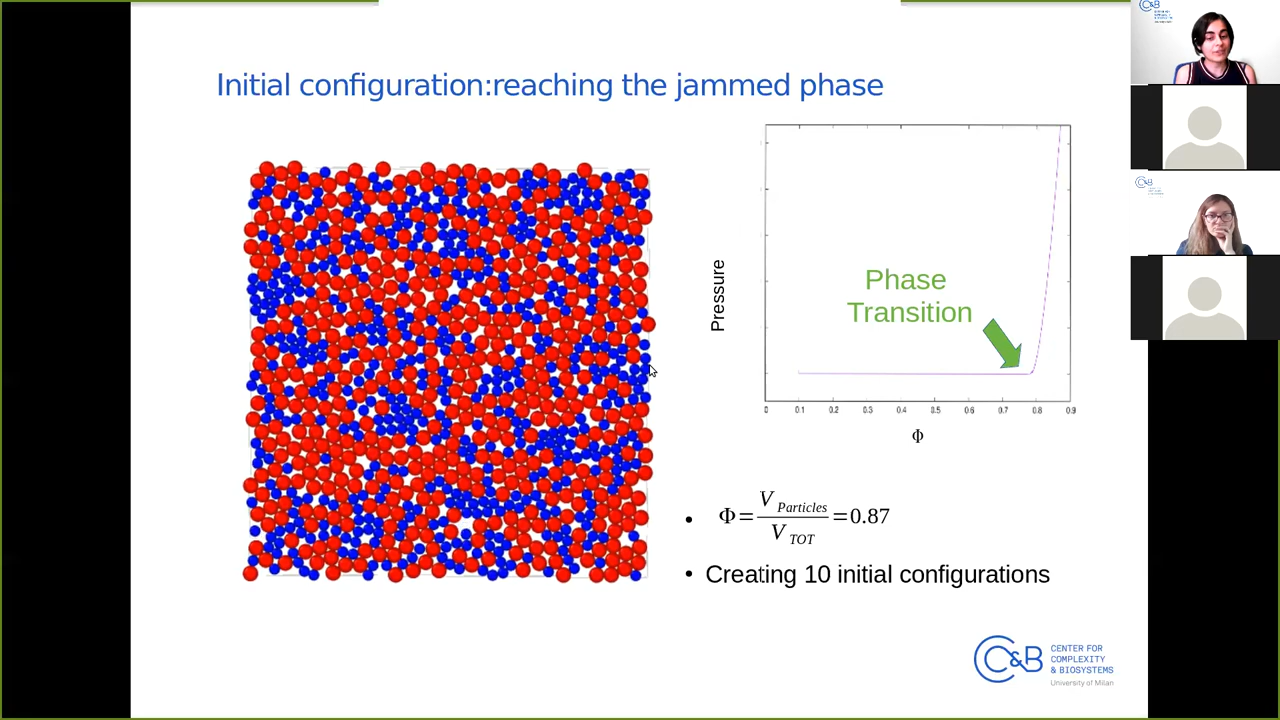 Initial configuration:reaching the jammed phase
Pressure
Phase
Transition
0 0.1 0.2 0.3 0.4 0.5 0.6 0.7 0.8 0.9
Φ
• Φ=V Particles/V TOT=0.87
• Creating 10 initial configurations
C&B
CENTER FOR
COMPLEXITY
& BIOSYSTEMS
University of Milan
C&B